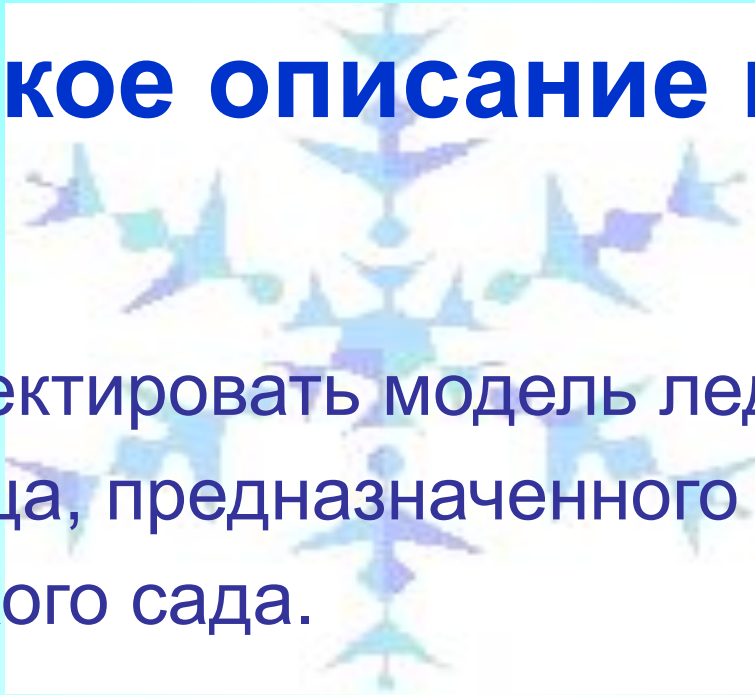 кое описание
ектировать модель лед
ца, предназначенного
ого сада.